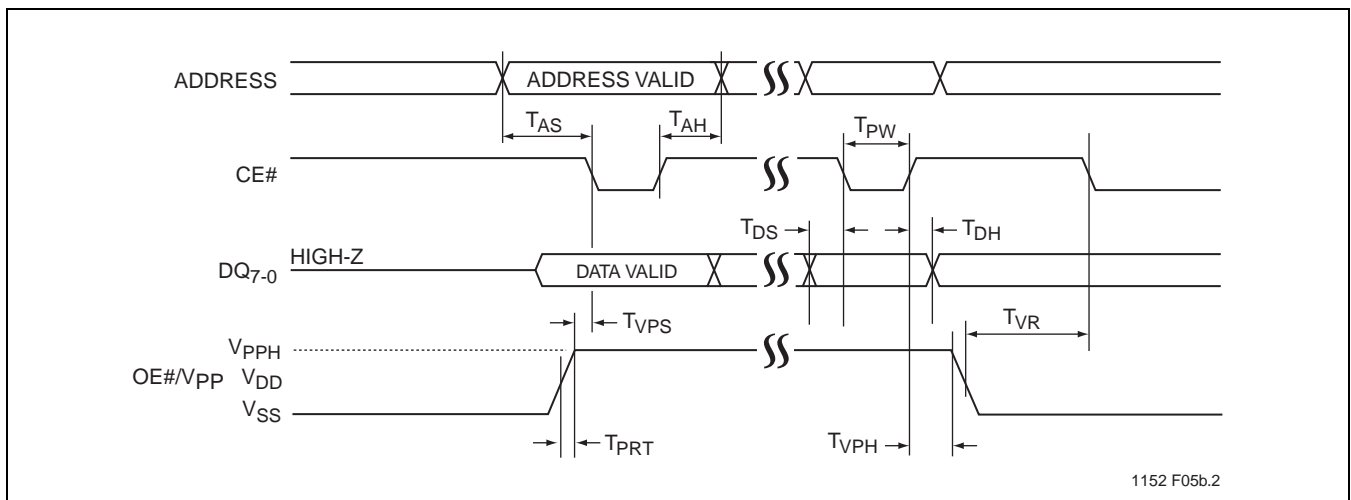 ADDRESS
ADDRESS VALID
TAS
TAH
TPW
CE#
TDS
TDH
HIGH-Z
DQ7-0
DATA VALID
TVPS
TVR
VPPH
OE#/VPP VDD
VSS
TPRT
TVPH
1152 F05b.2